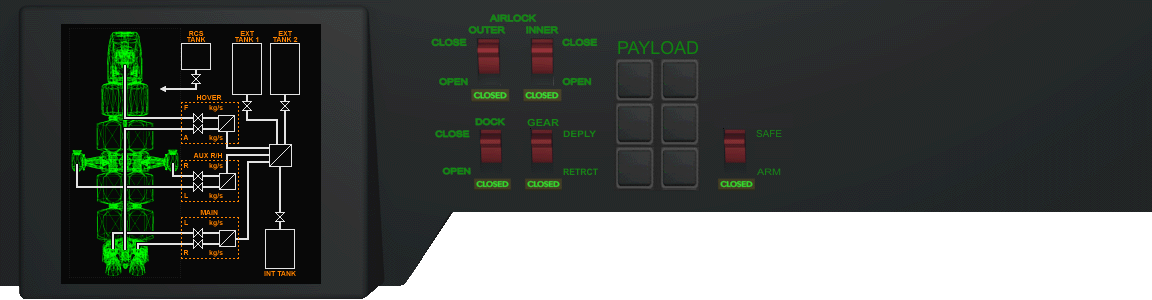 RCS
TANK
EXT
TANK 1
EXT
TANK 2
HOVER
F
kg/s
A
kg/s
AUX R/H
R
kg/s
L
kg/s
MAIN
L
kg/s
R
kg/s
INT TANK
AIRLOCK
OUTER
INNER
CLOSE
CLOSE
OPEN
OPEN
CLOSED
CLOSED
DOCK
GEAR
CLOSE
DEPLY
OPEN
RETRCT
CLOSED
CLOSED
PAYLOAD
SAFE
ARM
CLOSED